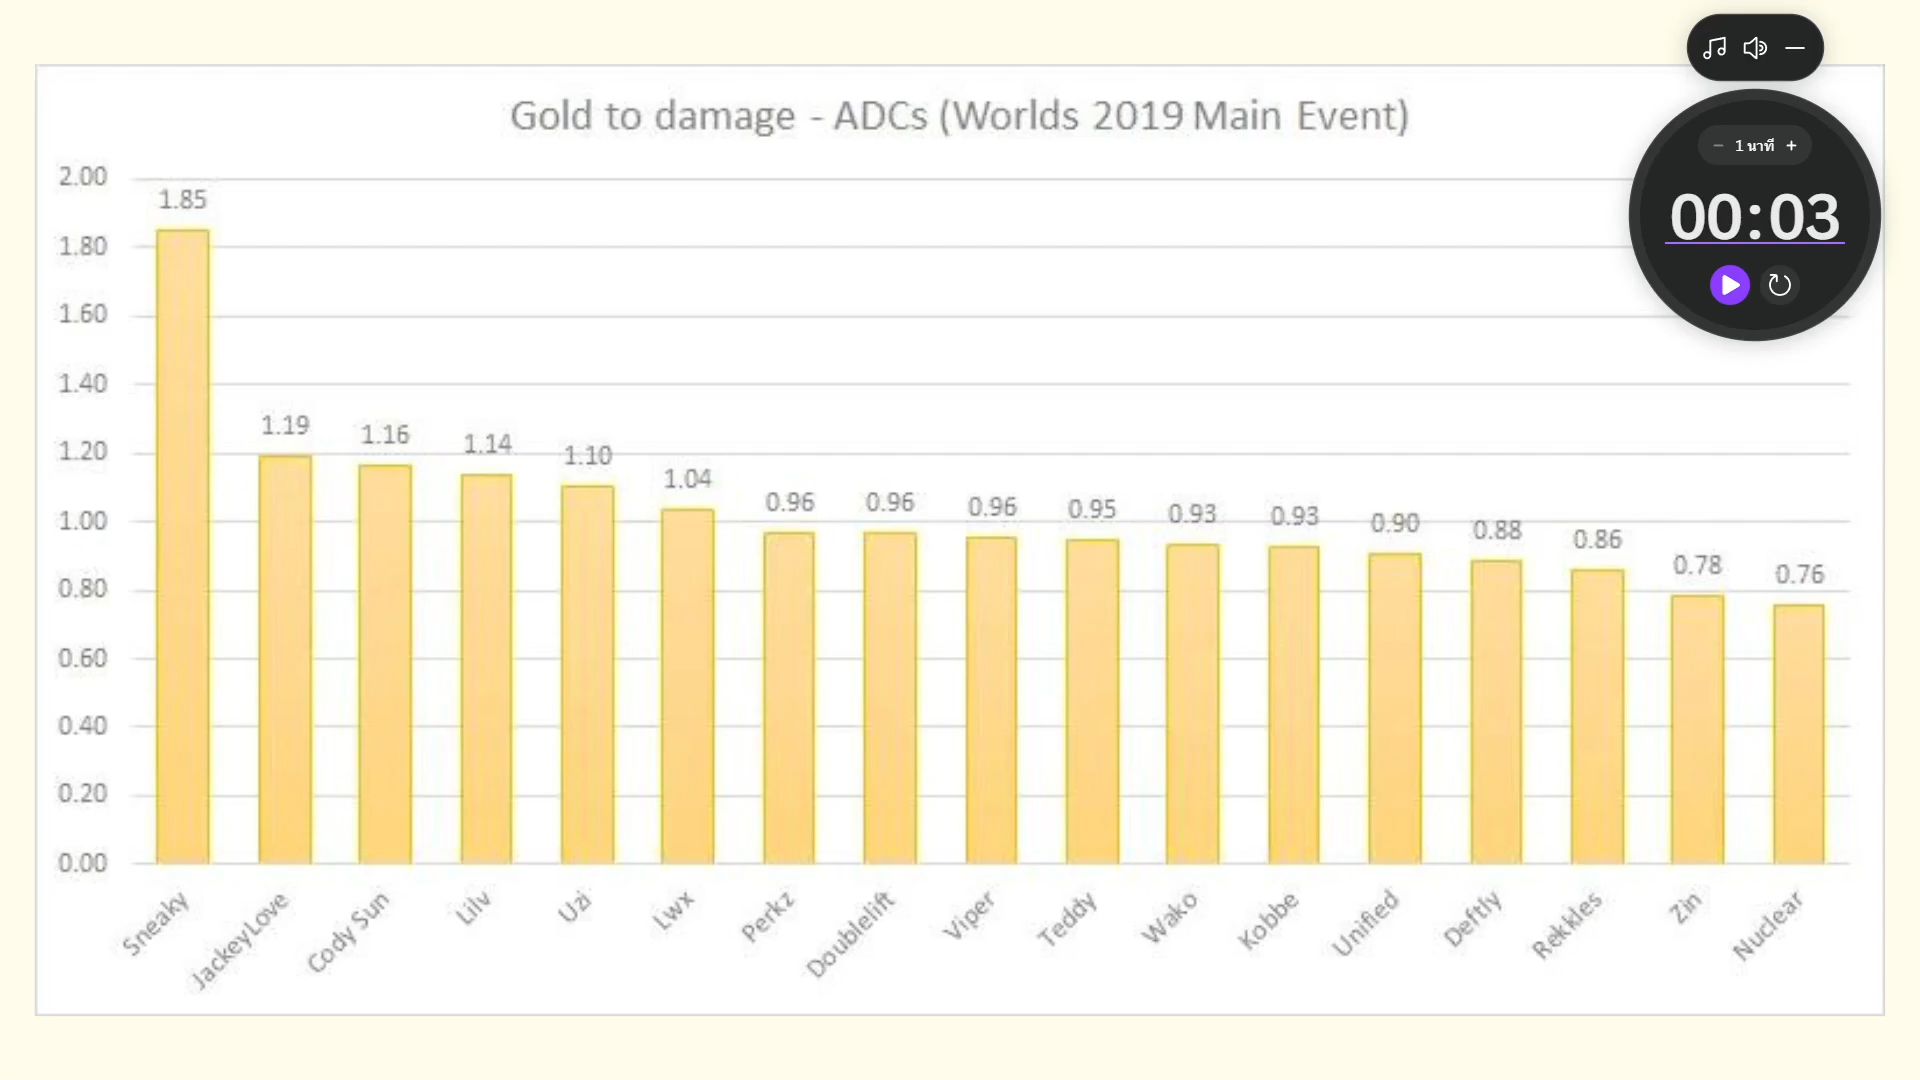 Gold to damage - ADCs (Worlds 2019 Main Event)
− 1 นาที +
00:03
2.00
1.80
1.60
1.40
1.20
1.00
0.80
0.60
0.40
0.20
0.00
1.85
1.19
1.16
1.14
1.10
1.04
0.96
0.96
0.96
0.95
0.93
0.93
0.90
0.88
0.86
0.78
0.76
Sneaky
JackeyLove
Cody Sun
Lilv
Uzi
Lwx
Perkz
Doublelift
Viper
Teddy
Wako
Kobbe
Unified
Deftly
Rekkles
Zin
Nuclear